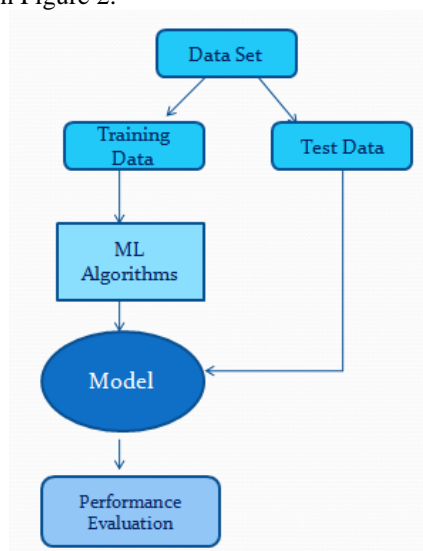 n Figure 2.
Data Set
Training
Data
Test Data
ML
Algorithms
Model
Performance
Evaluation